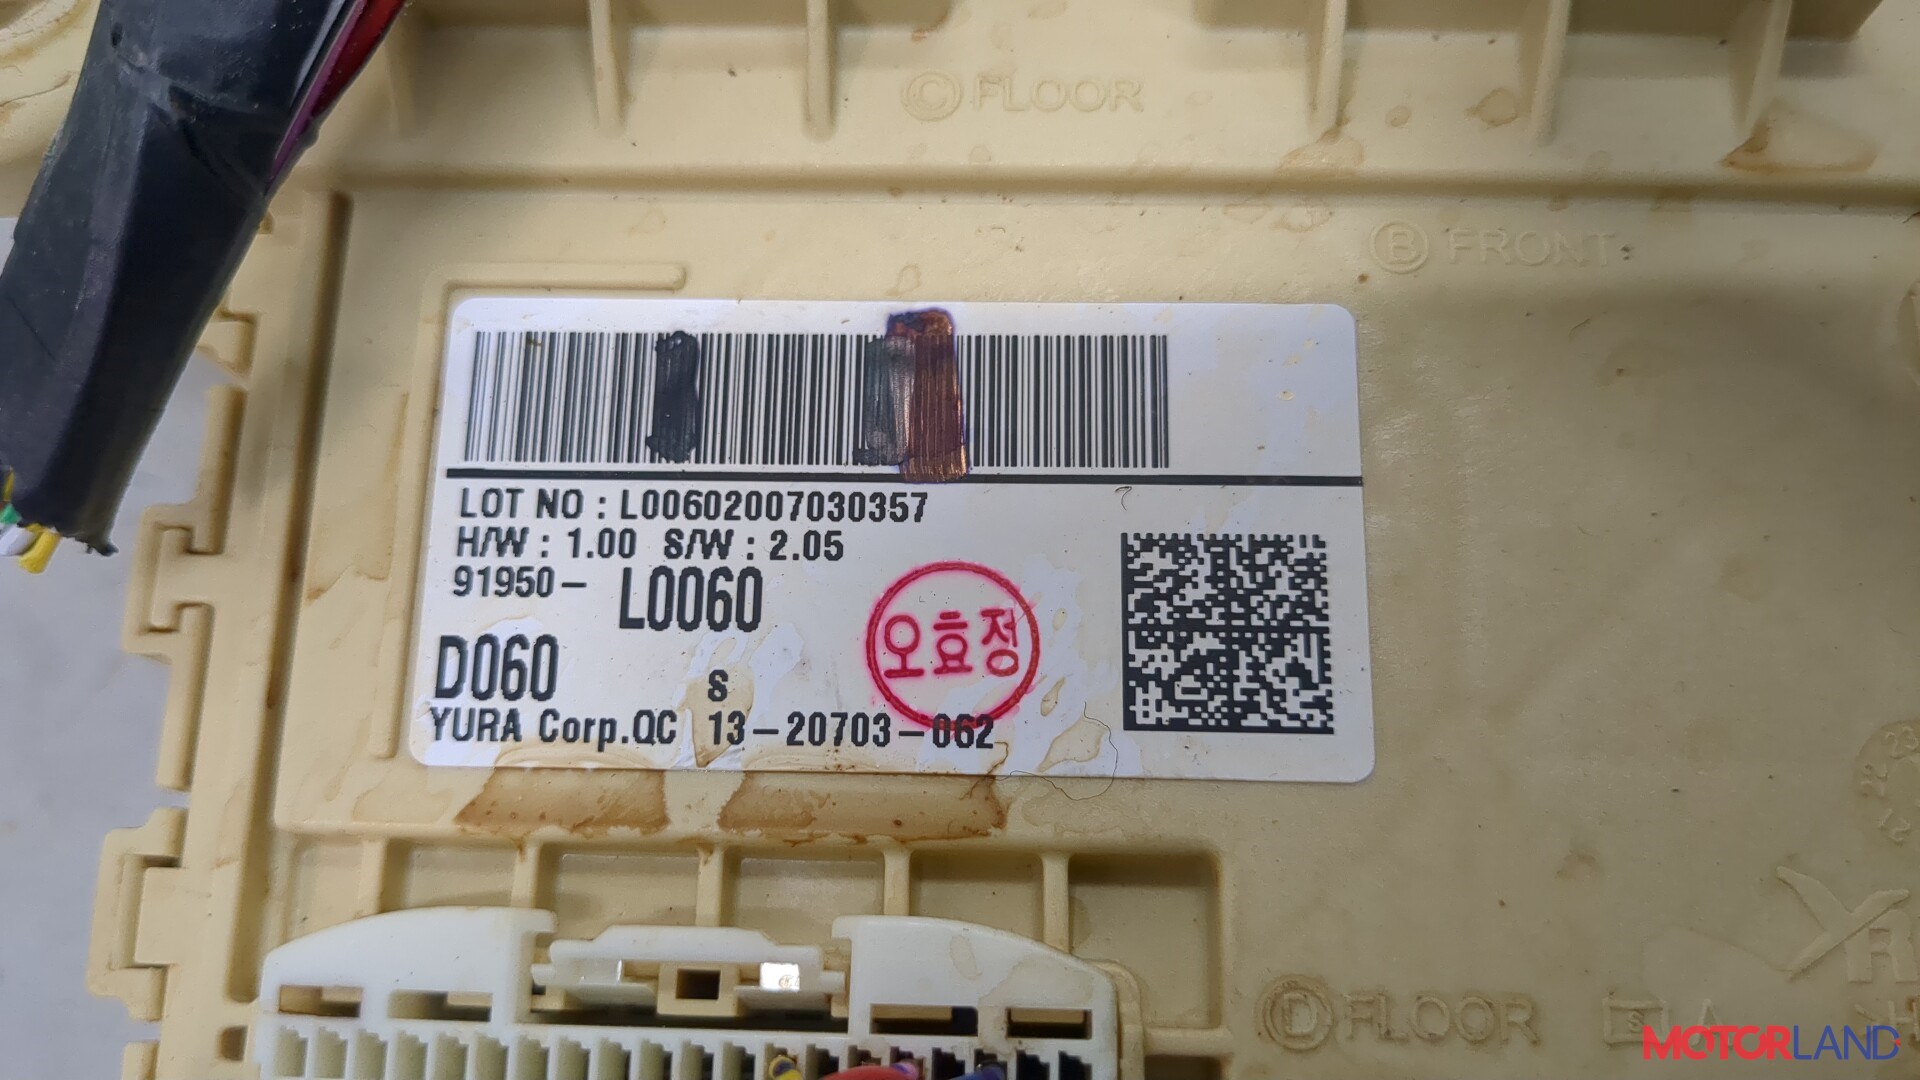 Ⓒ FLOOR
Ⓑ FRONT
LOT NO : L00602007030357
H/W : 1.00 S/W : 2.05
91950- L0060
D060 S
오효정
YURA Corp.QC 13-20703-062
Ⓓ FLOOR
MOTORLAND